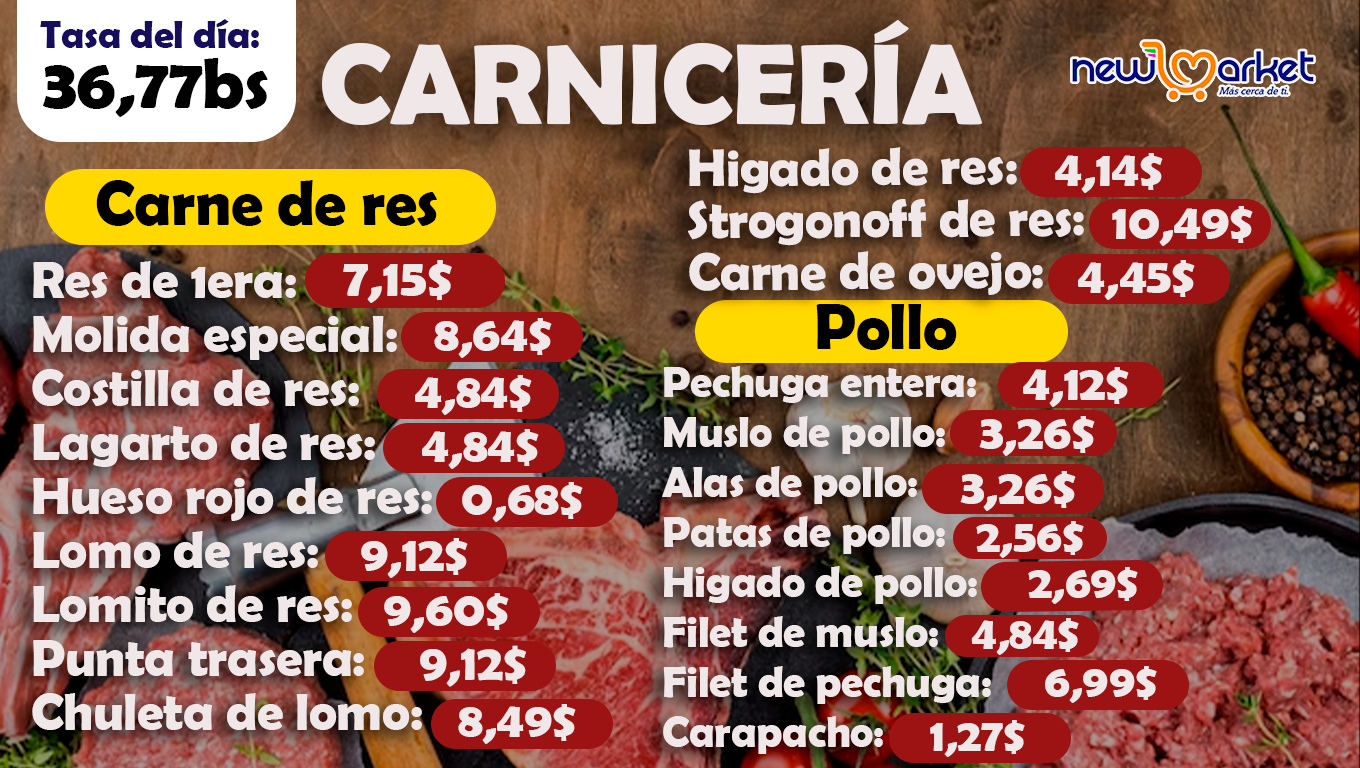 Tasa del día:
36,77bs
CARNICERÍA
new market
Más cerca de ti.
Carne de res
Res de 1era: 7,15$
Molida especial: 8,64$
Costilla de res: 4,84$
Lagarto de res: 4,84$
Hueso rojo de res: 0,68$
Lomo de res: 9,12$
Lomito de res: 9,60$
Punta trasera: 9,12$
Chuleta de lomo: 8,49$
Higado de res: 4,14$
Strogonoff de res: 10,49$
Carne de ovejo: 4,45$
Pollo
Pechuga entera: 4,12$
Muslo de pollo: 3,26$
Alas de pollo: 3,26$
Patas de pollo: 2,56$
Higado de pollo: 2,69$
Filet de muslo: 4,84$
Filet de pechuga: 6,99$
Carapacho: 1,27$